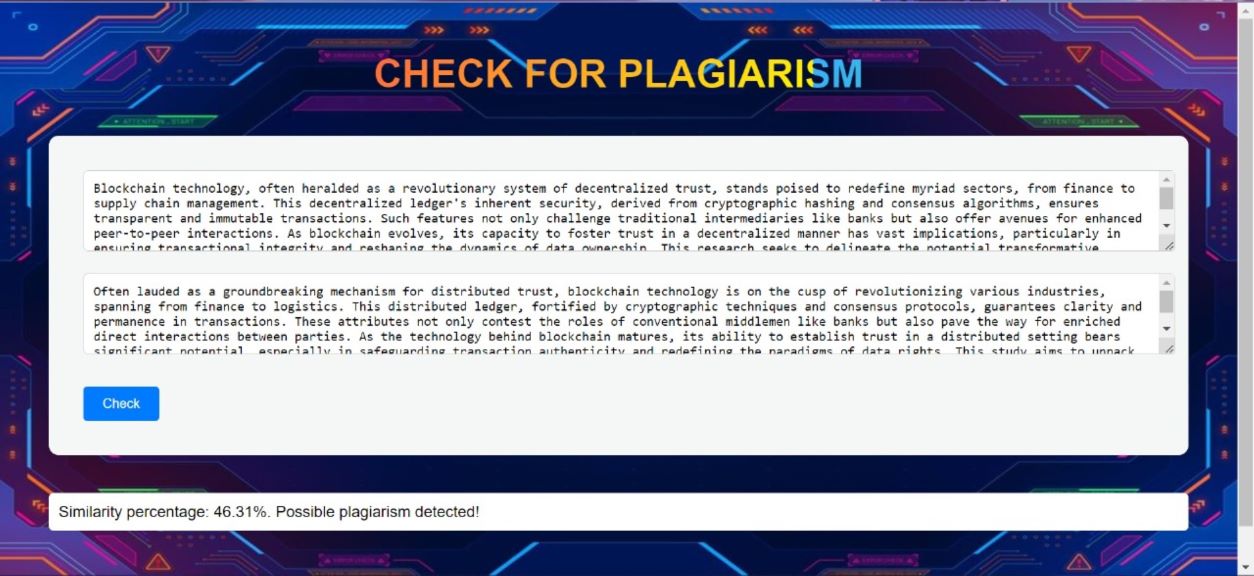 CHECK FOR PLAGIARISM
ATTENTION , START
ATTENTION , START
Blockchain technology, often heralded as a revolutionary system of decentralized trust, stands poised to redefine myriad sectors, from finance to
supply chain management. This decentralized ledger's inherent security, derived from cryptographic hashing and consensus algorithms, ensures
transparent and immutable transactions. Such features not only challenge traditional intermediaries like banks but also offer avenues for enhanced
peer-to-peer interactions. As blockchain evolves, its capacity to foster trust in a decentralized manner has vast implications, particularly in
ensuring transactional integrity and reshaping the dynamics of data ownership. This research seeks to delineate the potential transformative
Often lauded as a groundbreaking mechanism for distributed trust, blockchain technology is on the cusp of revolutionizing various industries,
spanning from finance to logistics. This distributed ledger, fortified by cryptographic techniques and consensus protocols, guarantees clarity and
permanence in transactions. These attributes not only contest the roles of conventional middlemen like banks but also pave the way for enriched
direct interactions between parties. As the technology behind blockchain matures, its ability to establish trust in a distributed setting bears
significant potential, especially in safeguarding transaction authenticity and redefining the paradigms of data rights. This study aims to unpack
Check
Similarity percentage: 46.31%. Possible plagiarism detected!